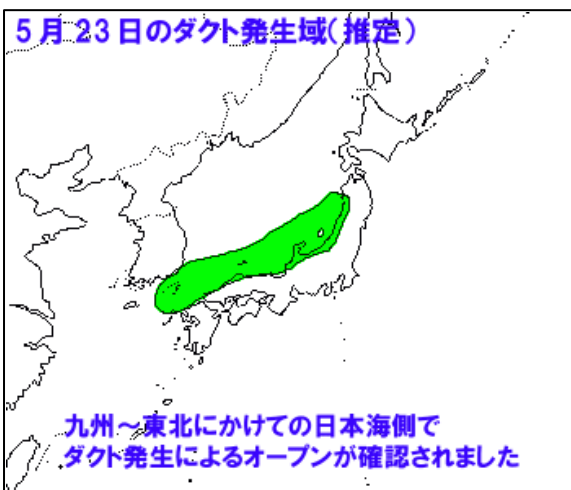 5月23日のダクト発生域(推定)
九州～東北にかけての日本海側で
ダクト発生によるオープンが確認されました